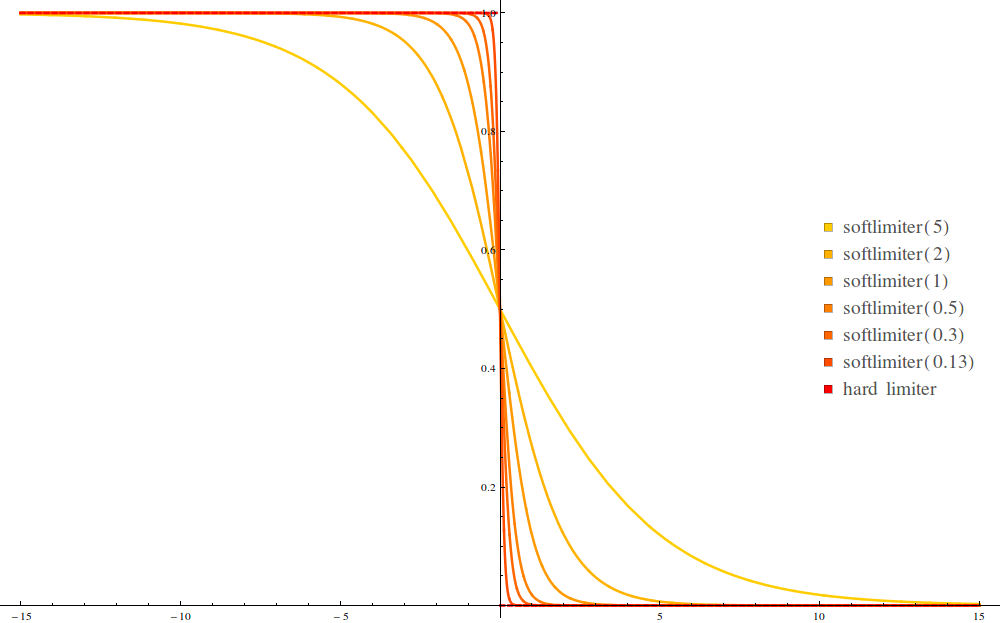 1.0
0.8
0.6
0.4
0.2
−15
−10
−5
5
10
15
softlimiter(5)
softlimiter(2)
softlimiter(1)
softlimiter(0.5)
softlimiter(0.3)
softlimiter(0.13)
hard limiter